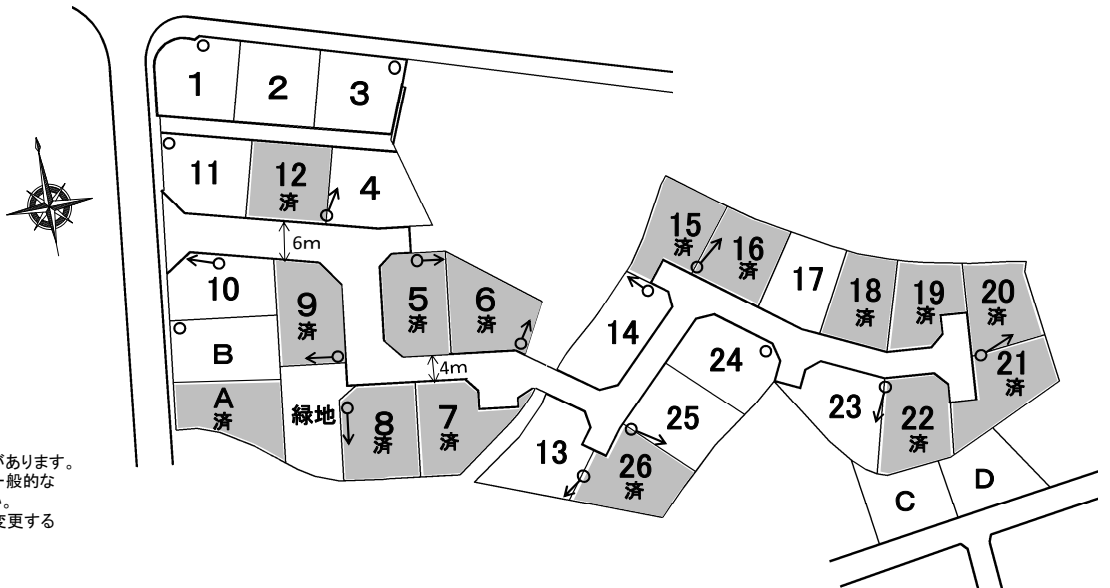 1
2
3
11
12
済
4
6m
10
9
済
5
済
6
済
B
A
済
緑地
4m
8
済
7
済
15
済
16
済
17
18
済
19
済
20
済
14
21
済
24
23
22
済
25
13
26
済
C
D
があります。
一般的な
い。
変更する